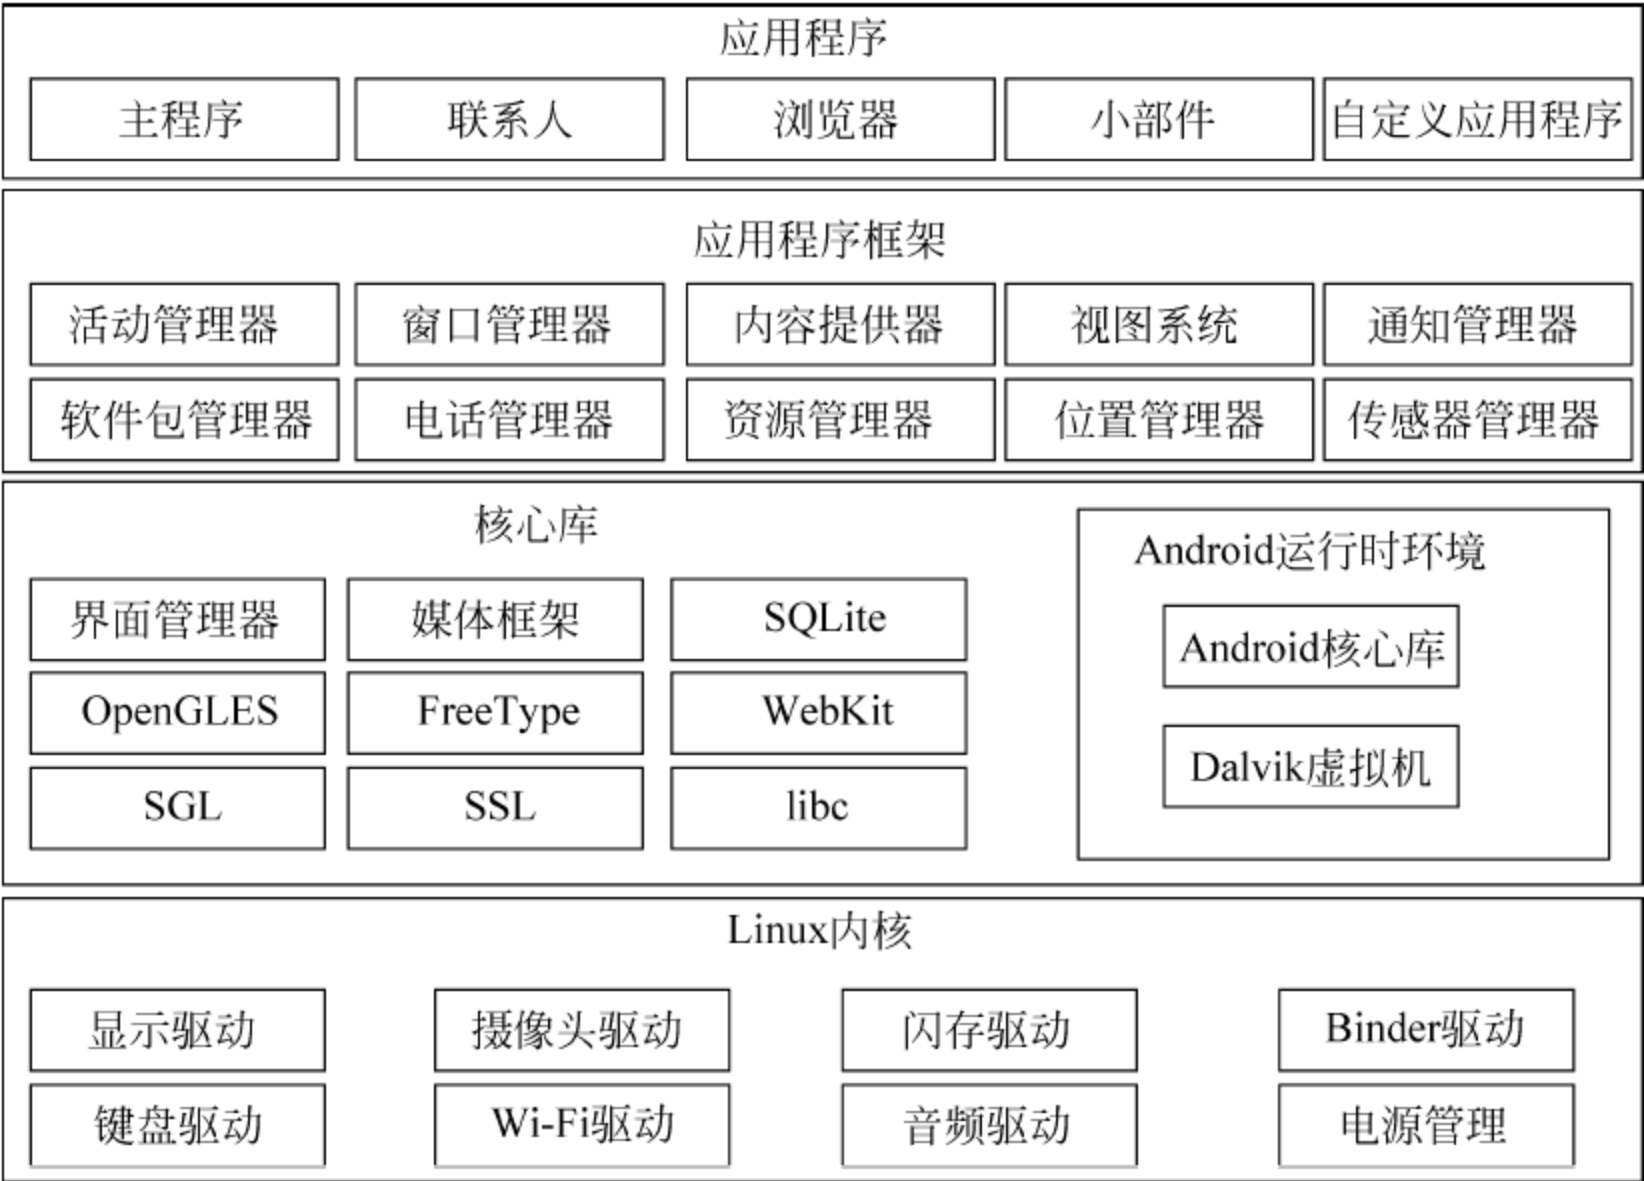 应用程序
主程序 联系人 浏览器 小部件 自定义应用程序
应用程序框架
活动管理器 窗口管理器 内容提供器 视图系统 通知管理器
软件包管理器 电话管理器 资源管理器 位置管理器 传感器管理器
核心库
界面管理器 媒体框架 SQLite
OpenGLES FreeType WebKit
SGL SSL libc
Android运行时环境
Android核心库
Dalvik虚拟机
Linux内核
显示驱动 摄像头驱动 闪存驱动 Binder驱动
键盘驱动 Wi-Fi驱动 音频驱动 电源管理